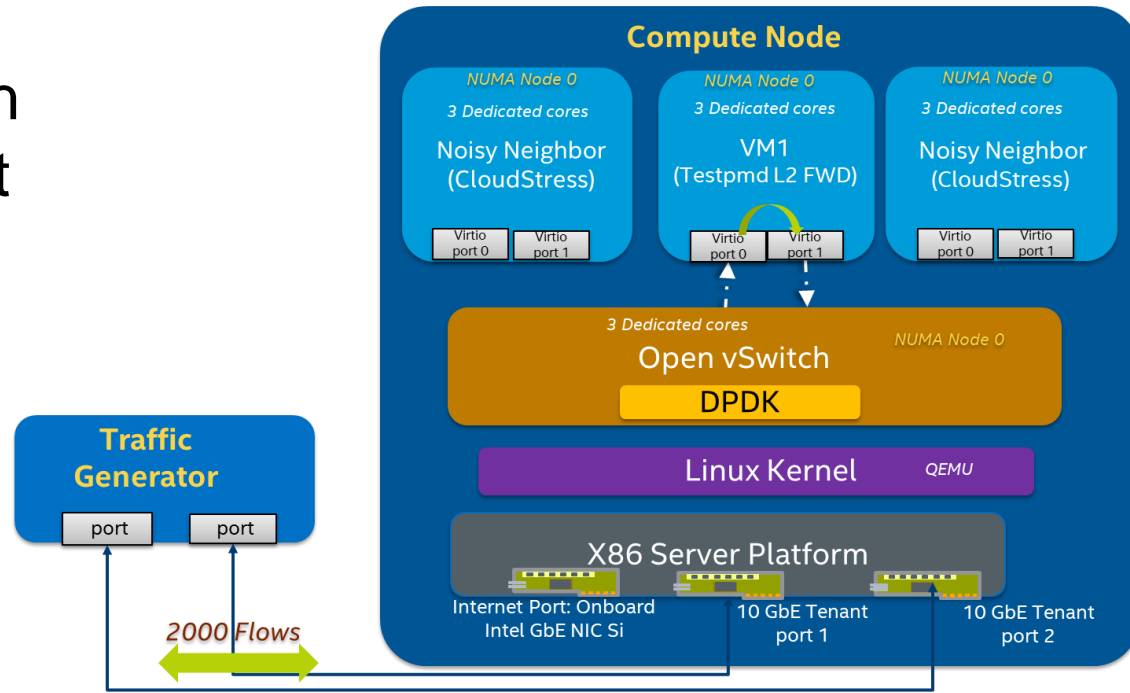 n
t
Compute Node
NUMA Node 0
3 Dedicated cores
Noisy Neighbor
(CloudStress)
Virtio
port 0
Virtio
port 1
NUMA Node 0
3 Dedicated cores
VM1
(Testpmd L2 FWD)
Virtio
port 0
Virtio
port 1
NUMA Node 0
3 Dedicated cores
Noisy Neighbor
(CloudStress)
Virtio
port 0
Virtio
port 1
3 Dedicated cores
NUMA Node 0
Open vSwitch
DPDK
Linux Kernel
QEMU
X86 Server Platform
Internet Port: Onboard
Intel GbE NIC Si
10 GbE Tenant
port 1
10 GbE Tenant
port 2
Traffic
Generator
port
port
2000 Flows